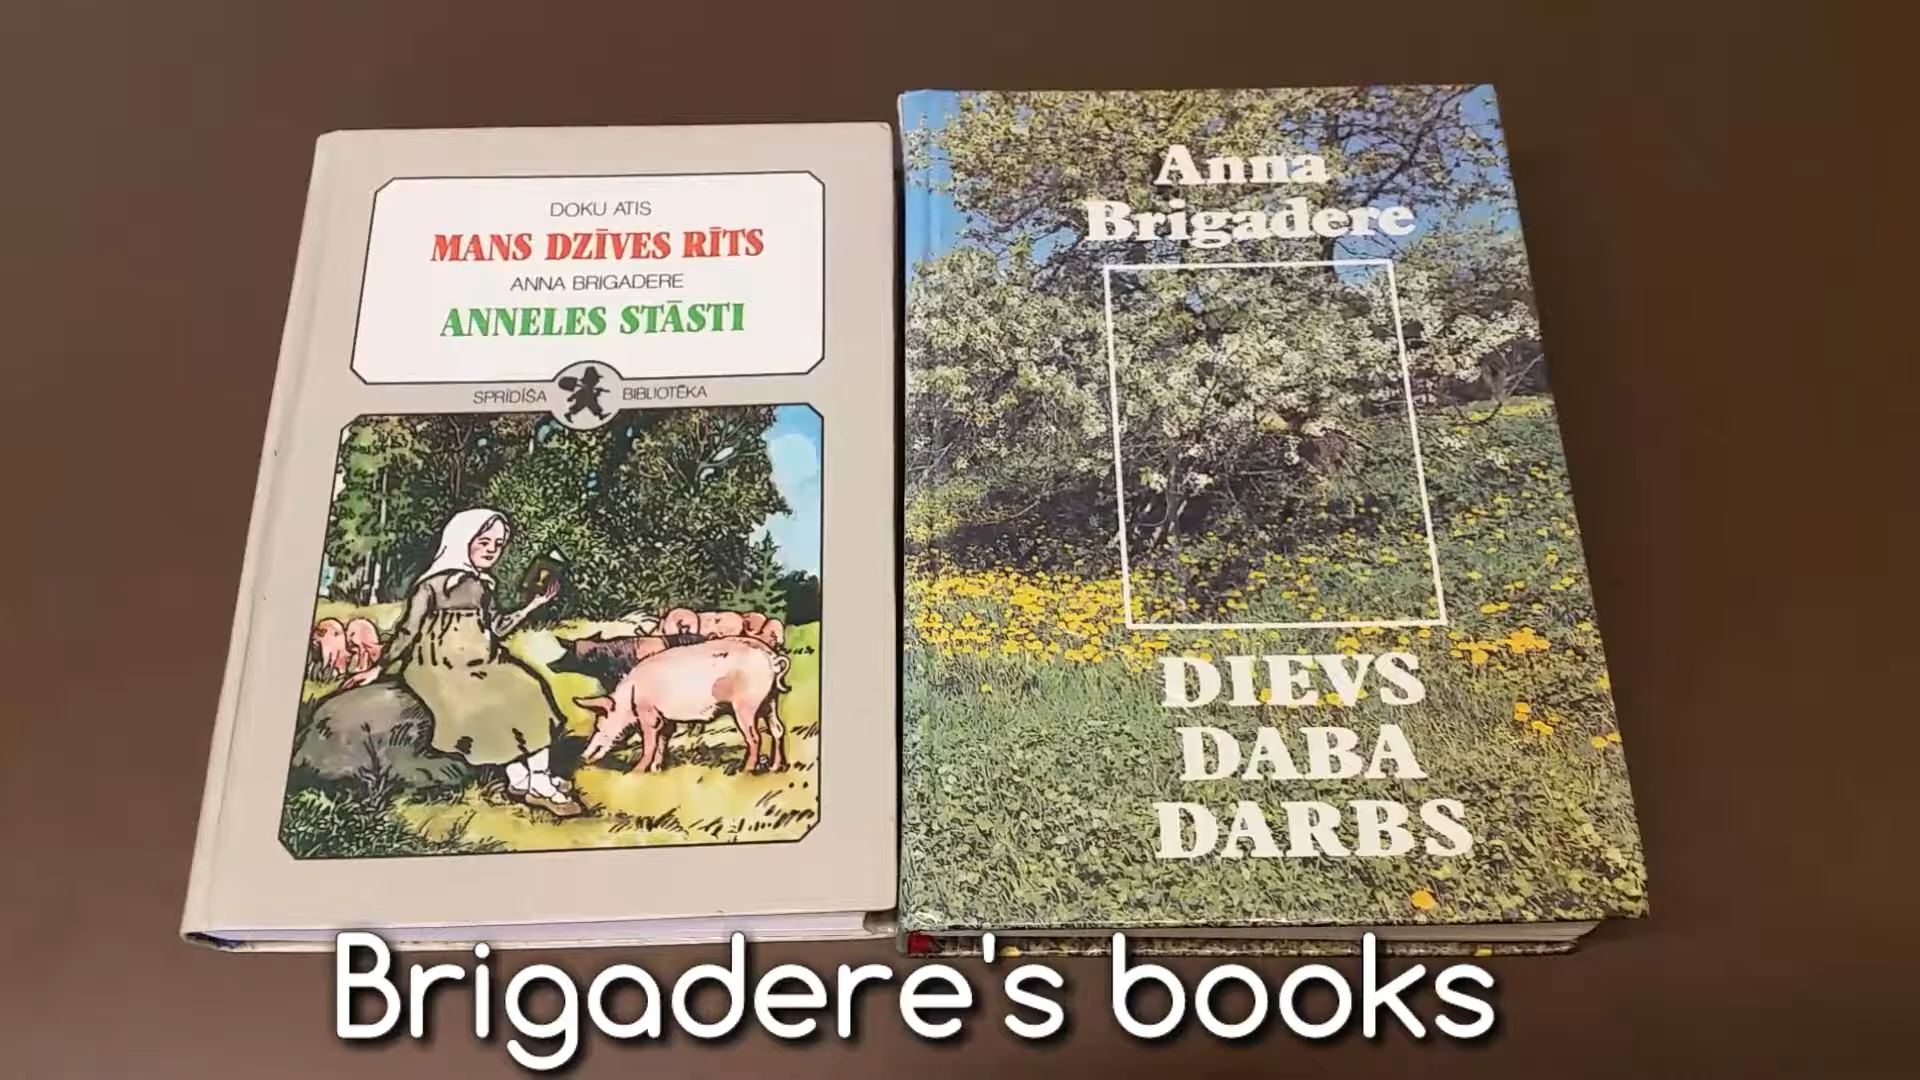 DOKU ATIS
MANS DZĪVES RĪTS
ANNA BRIGADERE
ANNELES STĀSTI
SPRĪDĪŠA BIBLIOTĒKA
Anna
Brigadere
DIEVS
DABA
DARBS
Brigadere's books